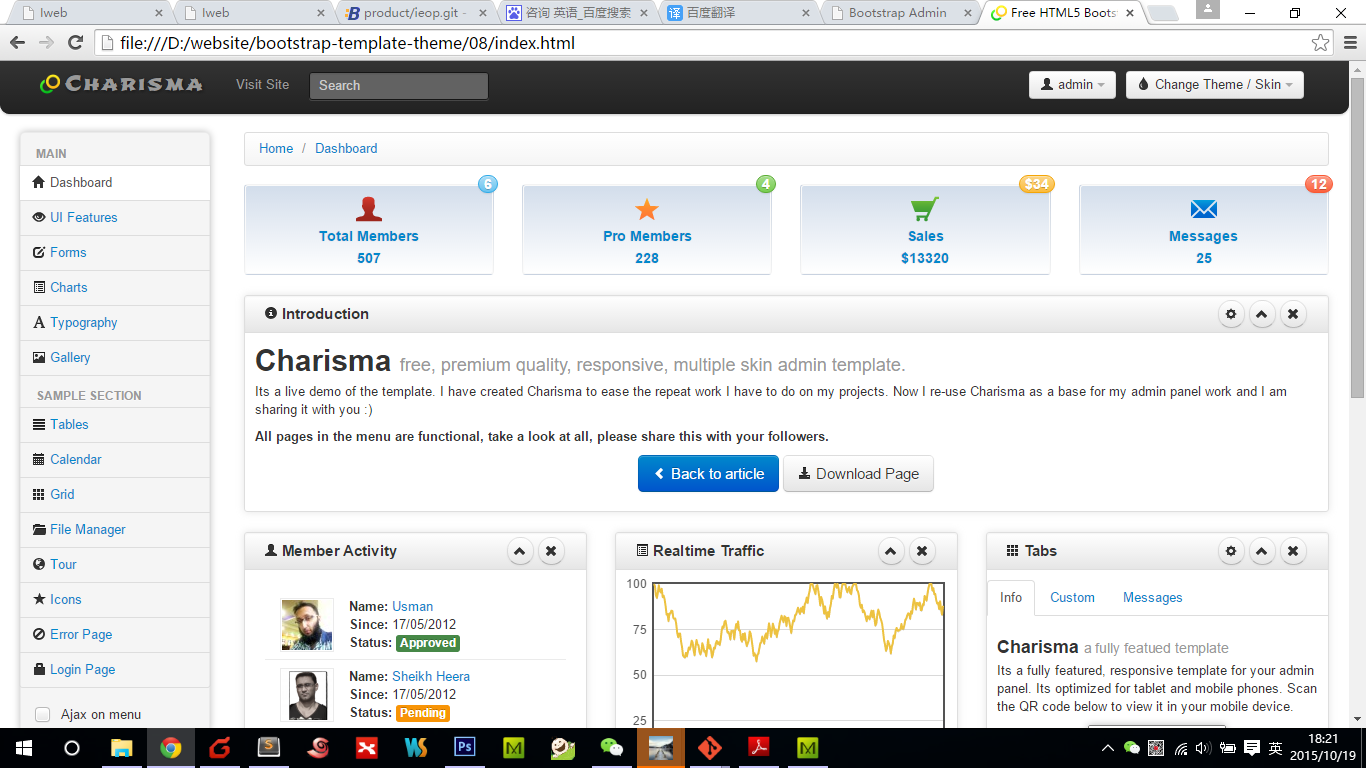 Iweb
Iweb
product/ieop.git -
咨询 英语_百度搜索
百度翻译
Bootstrap Admin
Free HTML5 Boots
file:///D:/website/bootstrap-template-theme/08/index.html
CHARISMA
Visit Site
Search
admin
Change Theme / Skin
MAIN
Dashboard
UI Features
Forms
Charts
Typography
Gallery
SAMPLE SECTION
Tables
Calendar
Grid
File Manager
Tour
Icons
Error Page
Login Page
Ajax on menu
Home / Dashboard
6
Total Members
507
4
Pro Members
228
$34
Sales
$13320
12
Messages
25
Introduction
Charisma free, premium quality, responsive, multiple skin admin template.
Its a live demo of the template. I have created Charisma to ease the repeat work I have to do on my projects. Now I re-use Charisma as a base for my admin panel work and I am
sharing it with you :)
All pages in the menu are functional, take a look at all, please share this with your followers.
Back to article
Download Page
Member Activity
Name: Usman
Since: 17/05/2012
Status: Approved
Name: Sheikh Heera
Since: 17/05/2012
Status: Pending
Realtime Traffic
100
75
50
25
Tabs
Info
Custom
Messages
Charisma a fully featued template
Its a fully featured, responsive template for your admin
panel. Its optimized for tablet and mobile phones. Scan
the QR code below to view it in your mobile device.
英
18:21
2015/10/19